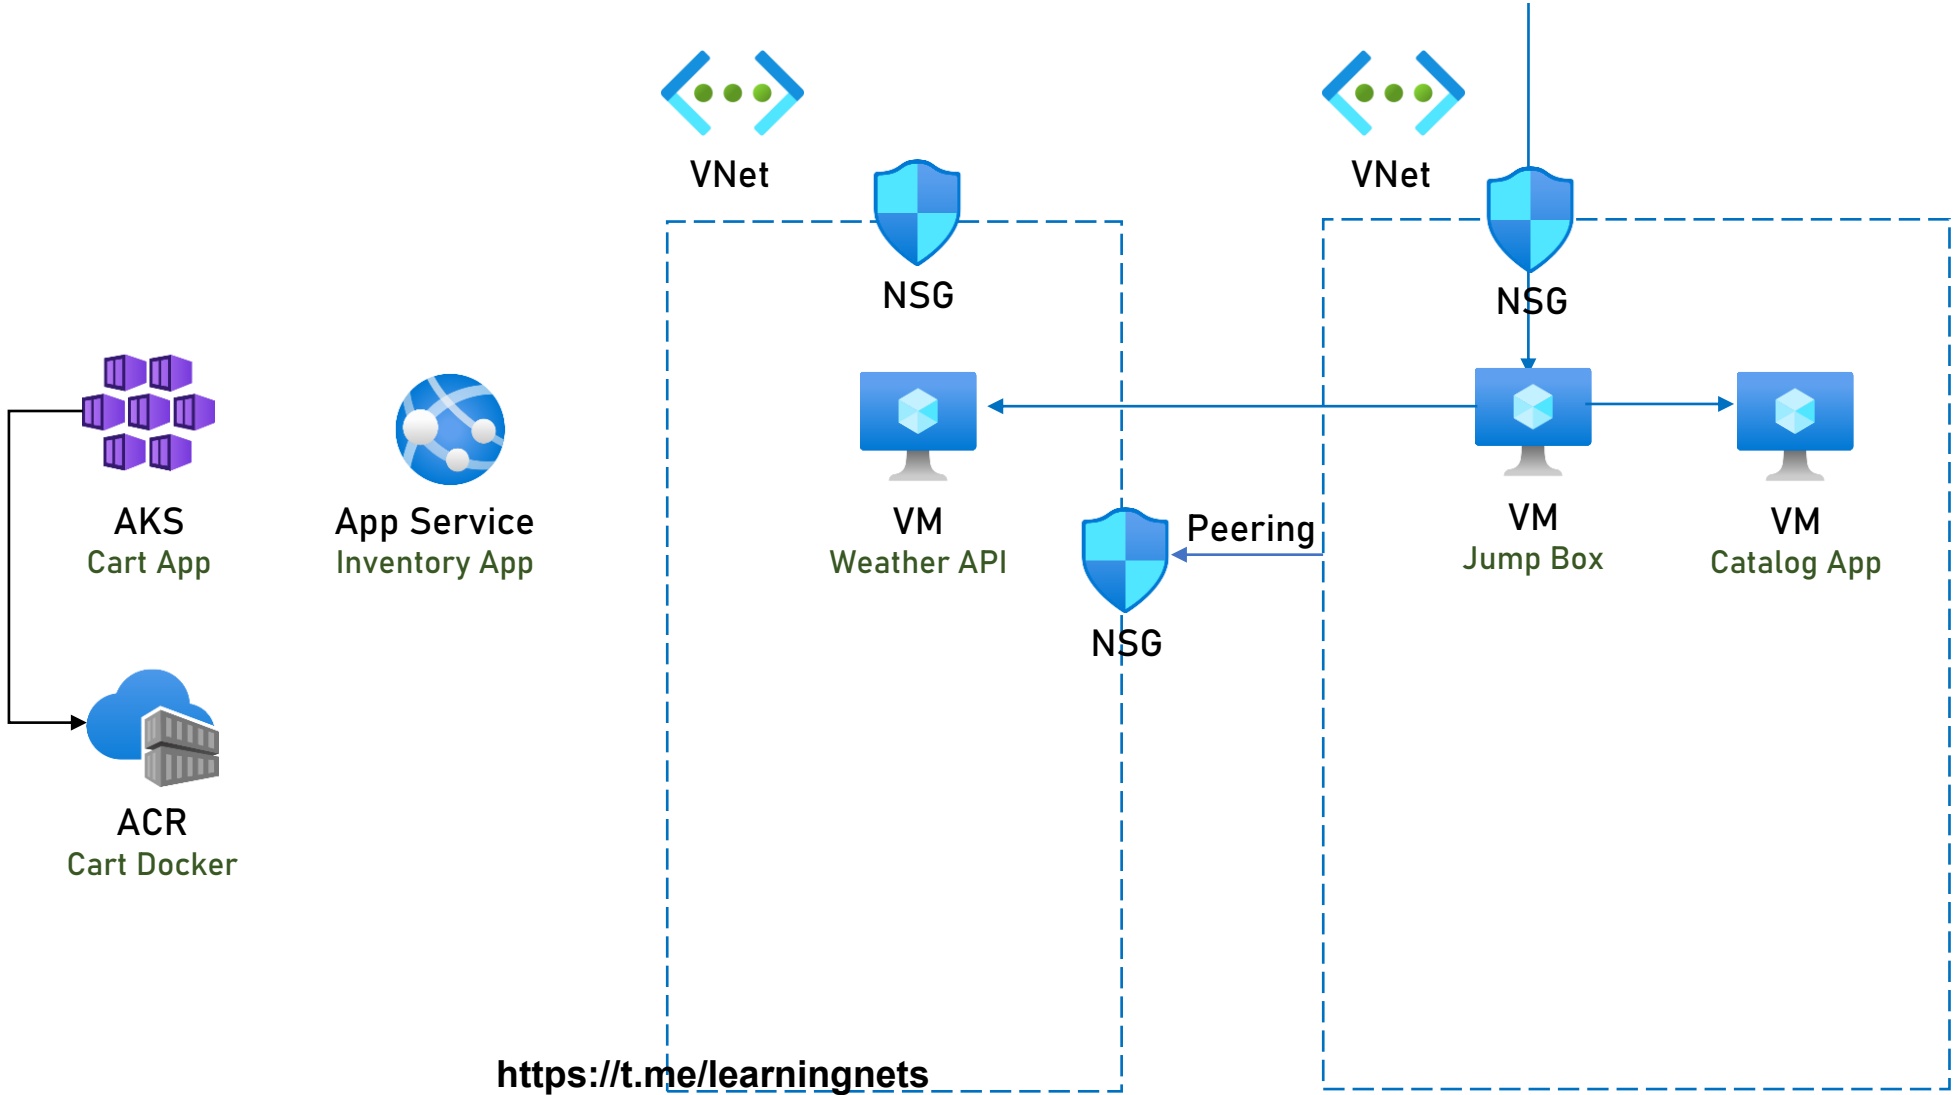 VNet
VNet
NSG
NSG
AKS
Cart App
App Service
Inventory App
VM
Weather API
Peering
VM
Jump Box
VM
Catalog App
NSG
ACR
Cart Docker
https://t.me/learningnets